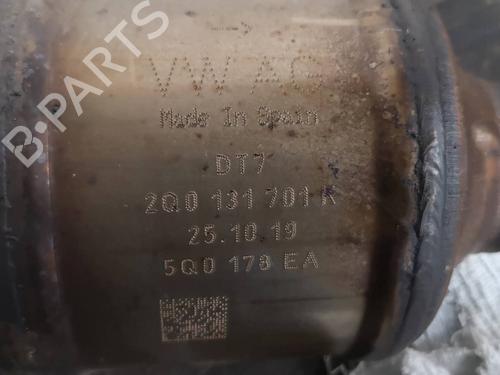 B-PARTS
VW AG
Made In Spain
DT7
2Q0 131 701 K
25.10.19
5Q0 178 EA